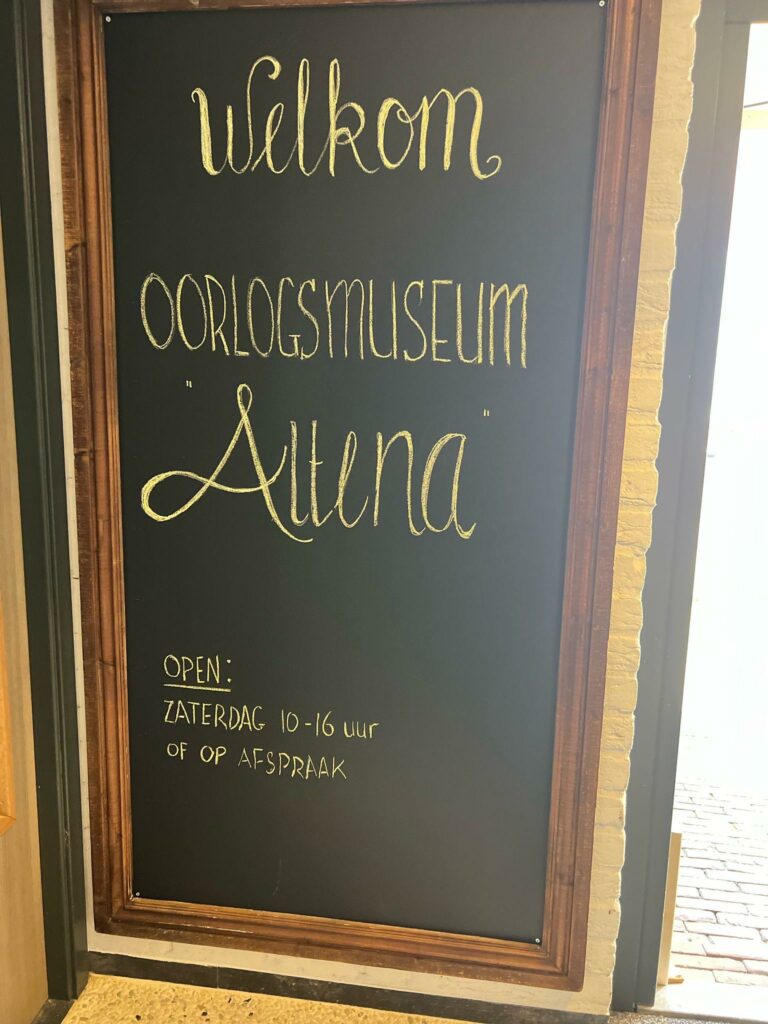 Welkom
OORLOGSMUSEUM
"Altena"
OPEN:
ZATERDAG 10-16 uur
OF OP AFSPRAAK